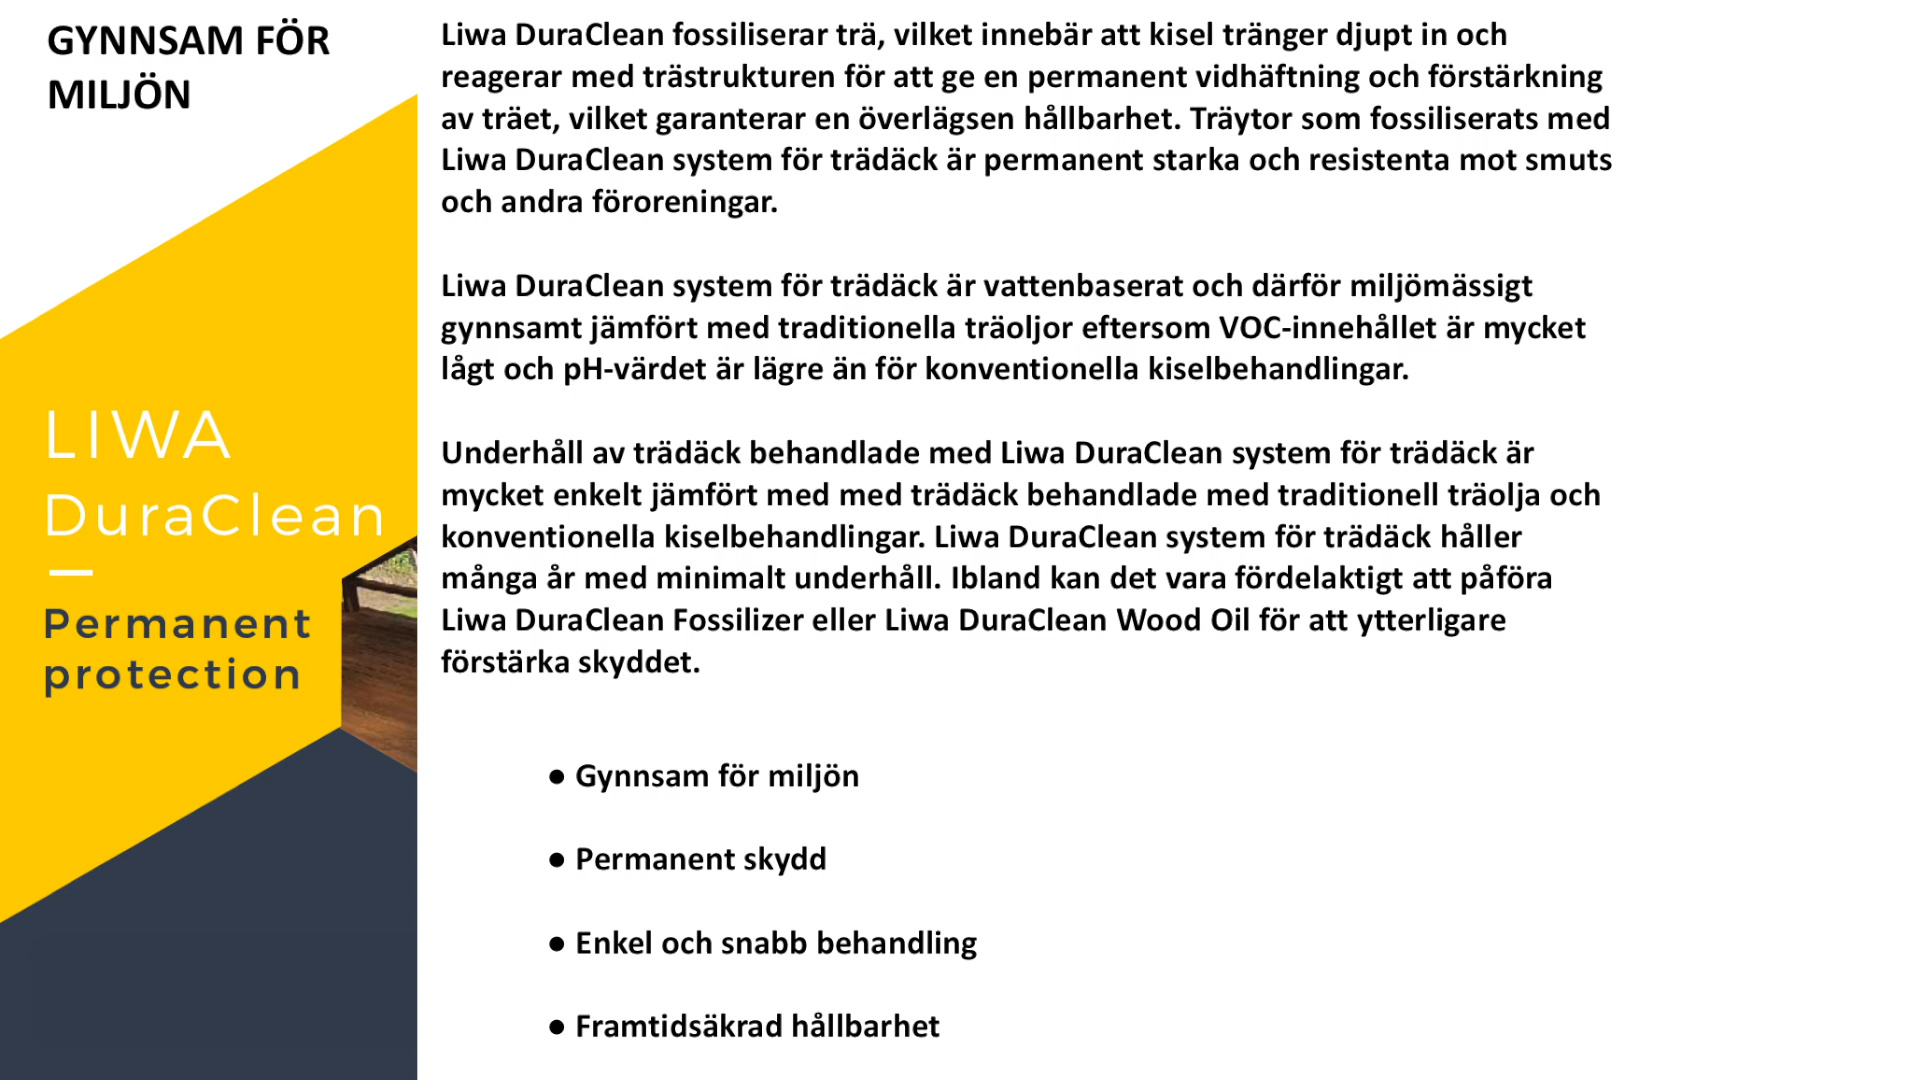 GYNNSAM FÖR
MILJÖN
LIWA
DuraClean
Permanent
protection
Liwa DuraClean fossiliserar trä, vilket innebär att kisel tränger djupt in och
reagerar med trästrukturen för att ge en permanent vidhäftning och förstärkning
av träet, vilket garanterar en överlägsen hållbarhet. Träytor som fossiliserats med
Liwa DuraClean system för trädäck är permanent starka och resistenta mot smuts
och andra föroreningar.
Liwa DuraClean system för trädäck är vattenbaserat och därför miljömässigt
gynnsamt jämfört med traditionella träoljor eftersom VOC-innehållet är mycket
lågt och pH-värdet är lägre än för konventionella kiselbehandlingar.
Underhåll av trädäck behandlade med Liwa DuraClean system för trädäck är
mycket enkelt jämfört med med trädäck behandlade med traditionell träolja och
konventionella kiselbehandlingar. Liwa DuraClean system för trädäck håller
många år med minimalt underhåll. Ibland kan det vara fördelaktigt att påföra
Liwa DuraClean Fossilizer eller Liwa DuraClean Wood Oil för att ytterligare
förstärka skyddet.
● Gynnsam för miljön
● Permanent skydd
● Enkel och snabb behandling
● Framtidsäkrad hållbarhet